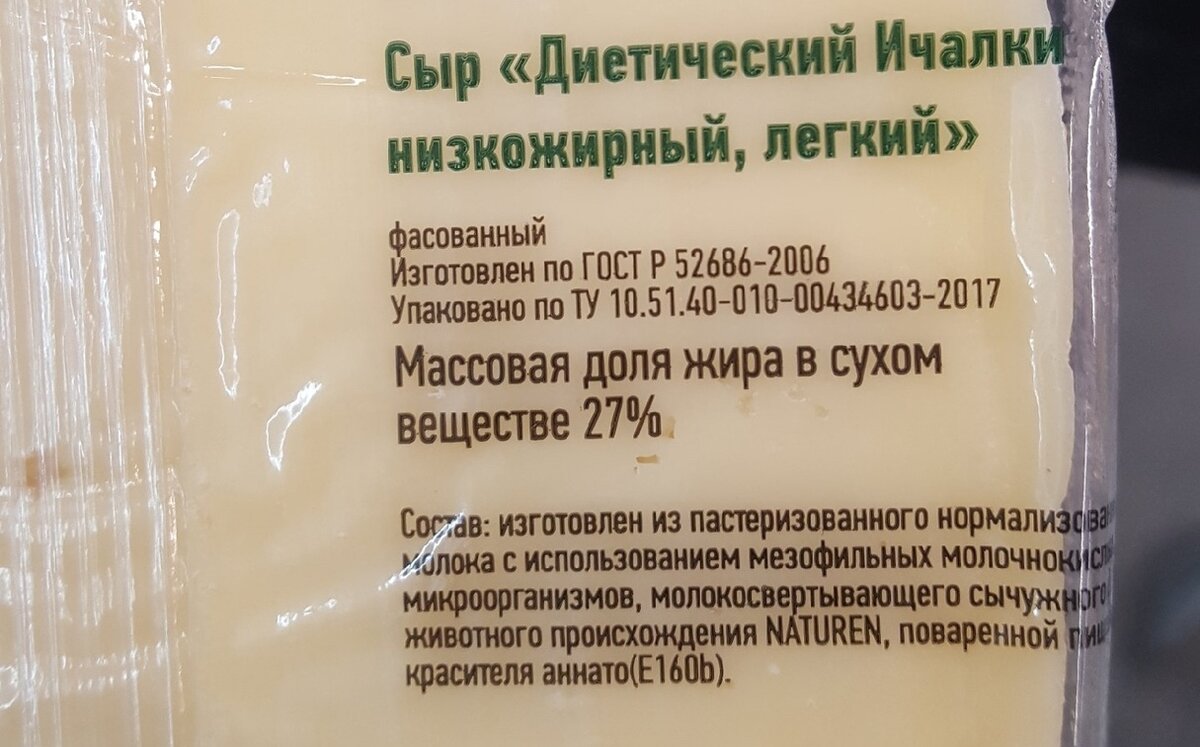 Сыр «Диетический Ичалки
низкожирный, легкий»
фасованный
Изготовлен по ГОСТ Р 52686-2006
Упаковано по ТУ 10.51.40-010-00434603-2017
Массовая доля жира в сухом
веществе 27%
Состав: изготовлен из пастеризованного
молока с использованием мезофильных
микроорганизмов, молокосвертывающего сычужного
животного происхождения NATUREN, поваренной
красителя аннато(Е160b).